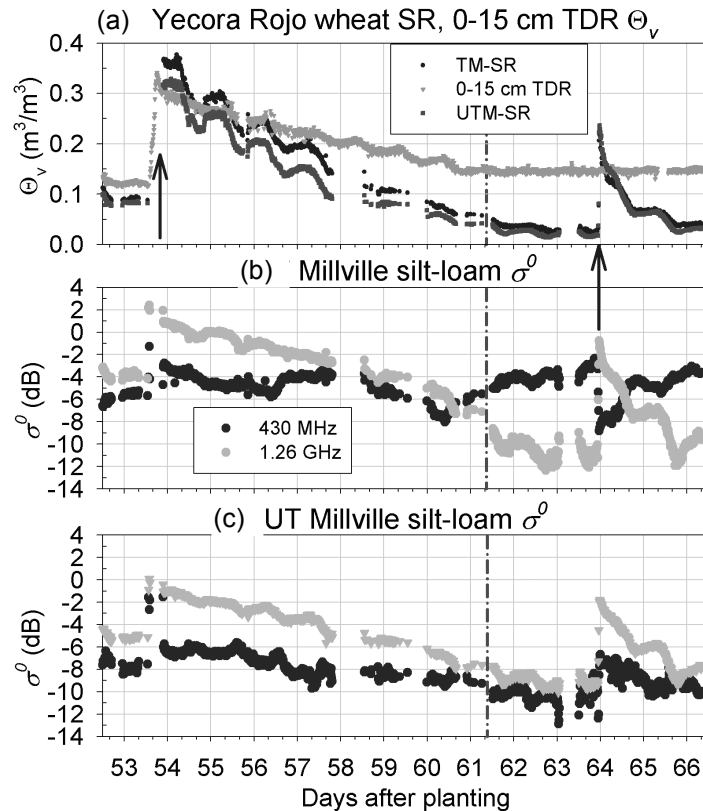 (a) Yecora Rojo wheat SR, 0-15 cm TDR Θv
0.4
0.3
0.2
0.1
0.0
Θv (m³/m³)
TM-SR
0-15 cm TDR
UTM-SR
(b) Millville silt-loam σ⁰
4
2
0
-2
-4
-6
-8
-10
-12
-14
σ⁰ (dB)
430 MHz
1.26 GHz
(c) UT Millville silt-loam σ⁰
4
2
0
-2
-4
-6
-8
-10
-12
-14
σ⁰ (dB)
53 54 55 56 57 58 59 60 61 62 63 64 65 66
Days after planting